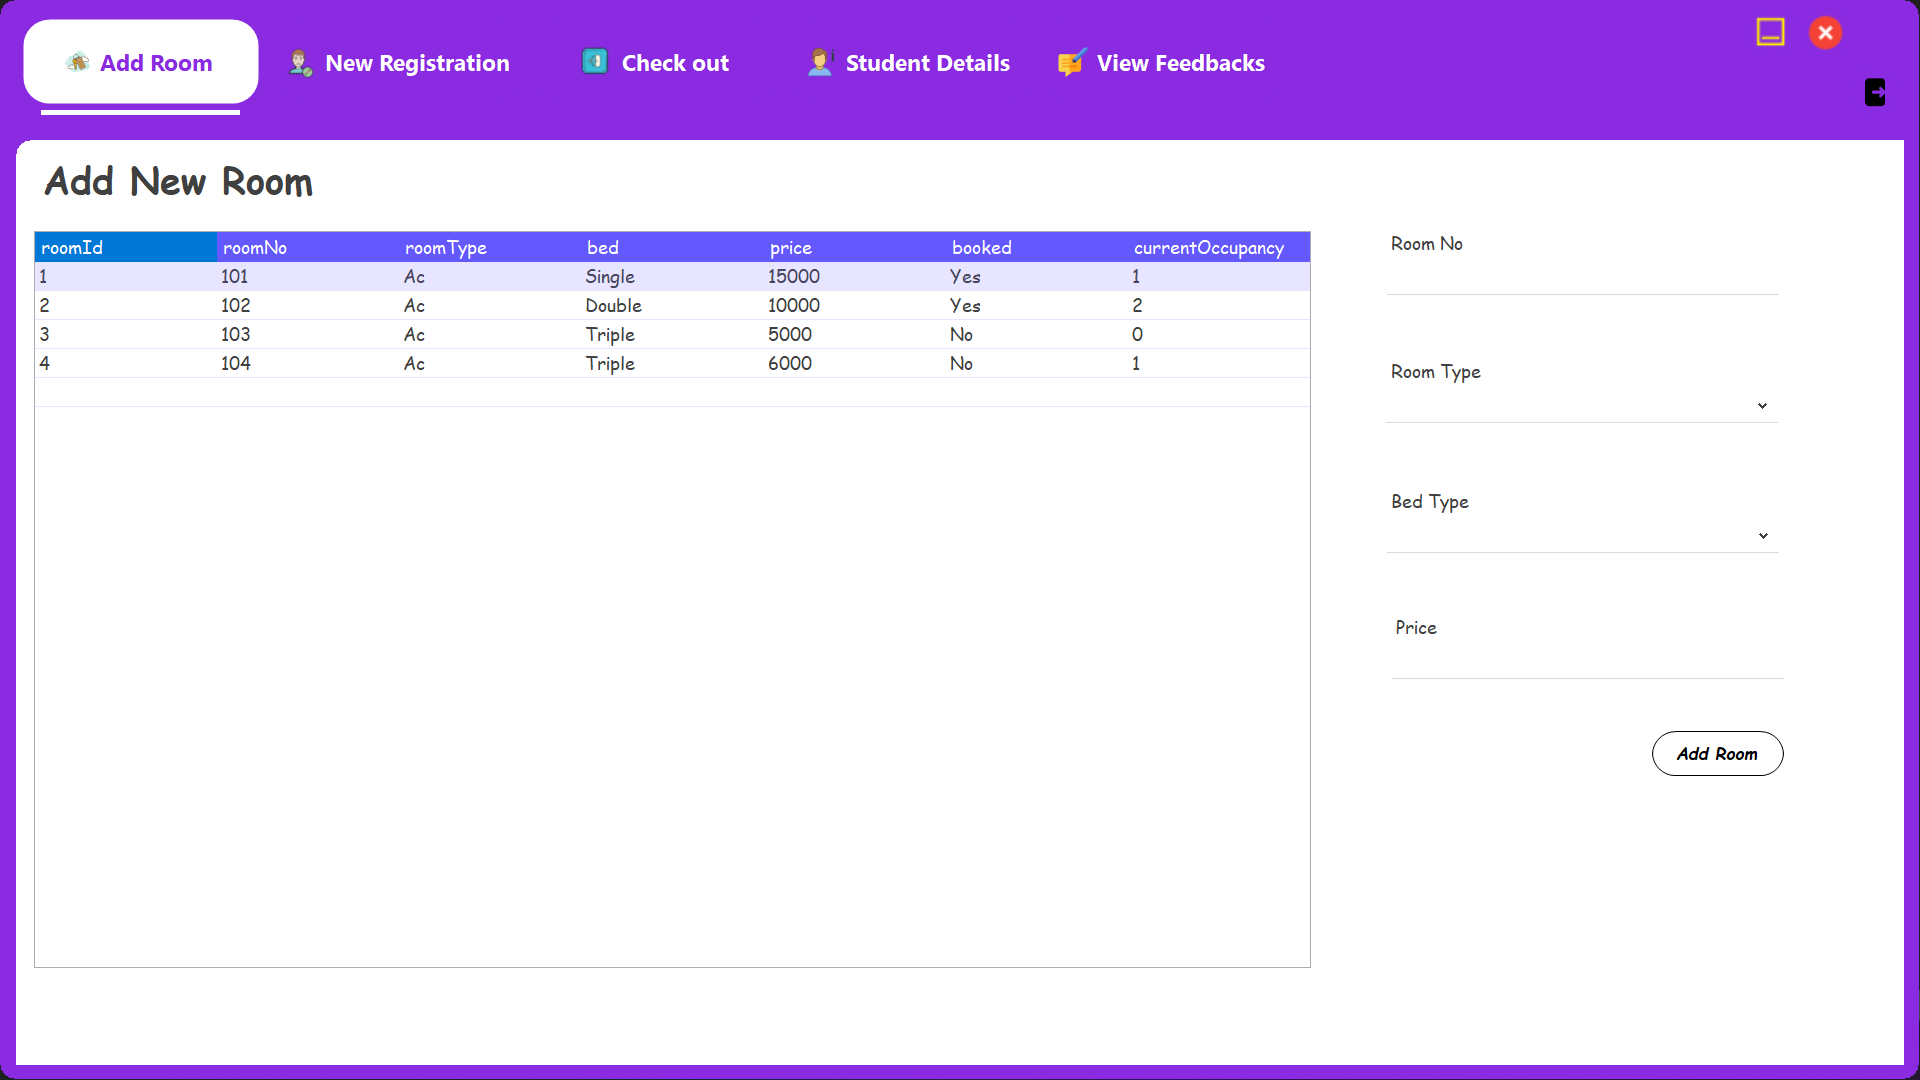 Add Room New Registration Check out Student Details View Feedbacks
Add New Room
roomId roomNo roomType bed price booked currentOccupancy
1 101 Ac Single 15000 Yes 1
2 102 Ac Double 10000 Yes 2
3 103 Ac Triple 5000 No 0
4 104 Ac Triple 6000 No 1
Room No
Room Type
Bed Type
Price
Add Room